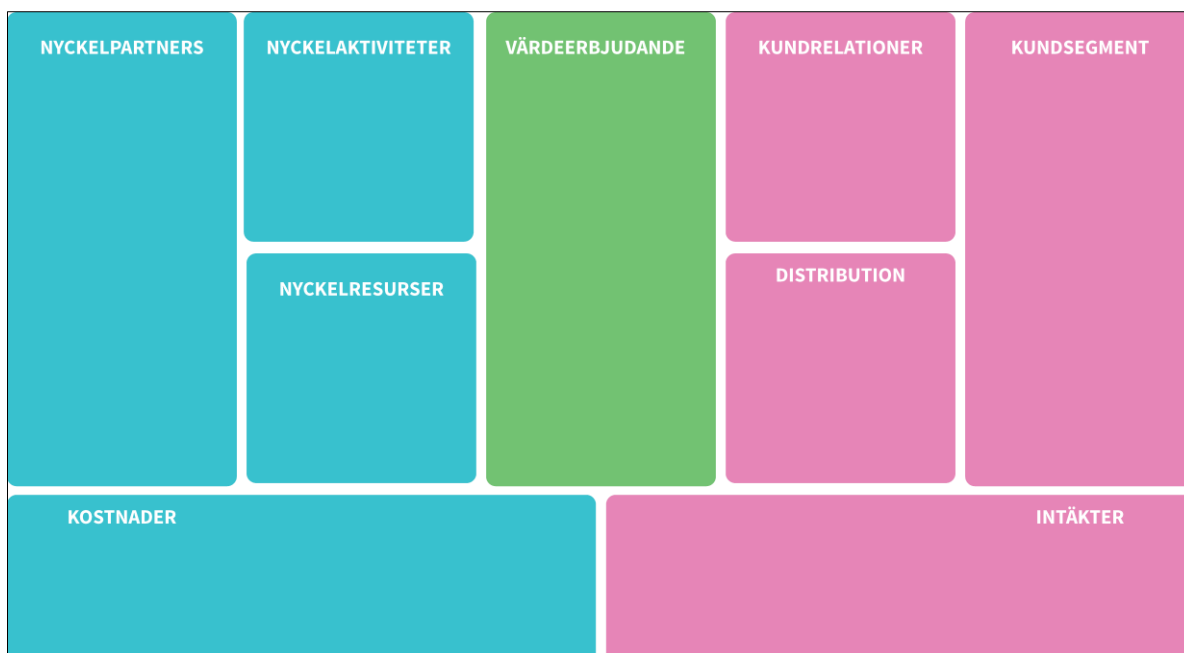 NYCKELPARTNERS
NYCKELAKTIVITETER
VÄRDEERBJUDANDE
KUNDRELATIONER
KUNDSEGMENT
NYCKELRESURSER
DISTRIBUTION
KOSTNADER
INTÄKTER